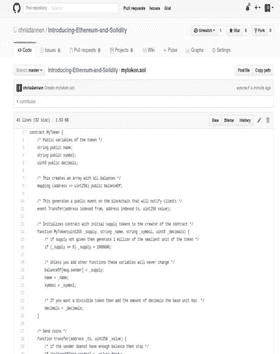 This repository
Pull requests Issues Gist
chrisdannen / Introducing-Ethereum-and-Solidity
Unwatch 1 Star 0 Fork 0
Code Issues 0 Pull requests 0 Projects 0 Wiki Pulse Graphs Settings
Branch: master Introducing-Ethereum-and-Solidity / mytoken.sol Find file Copy path
chrisdannen Create mytoken.sol
1 contributor
Raw Blame History
contract MyToken {
/* Public variables of the token */
string public name;
string public symbol;
uint8 public decimals;
/* This creates an array with all balances */
mapping (address => uint256) public balanceOf;
/* This generates a public event on the blockchain that will notify clients */
event Transfer(address indexed from, address indexed to, uint256 value);
/* Initializes contract with initial supply tokens to the creator of the contract */
function MyToken(uint256 _supply, string _name, string _symbol, uint8 _decimals) {
/* if supply not given then generate 1 million of the smallest unit of the token */
if (_supply == 0) _supply = 1000000;
/* Unless you add other functions these variables will never change */
balanceOf[msg.sender] = _supply;
name = _name;
symbol = _symbol;
/* If you want a divisible token then add the amount of decimals the base unit has */
decimals = _decimals;
}
/* Send coins */
function transfer(address _to, uint256 _value) {
/* if the sender doesnt have enough balance then stop */